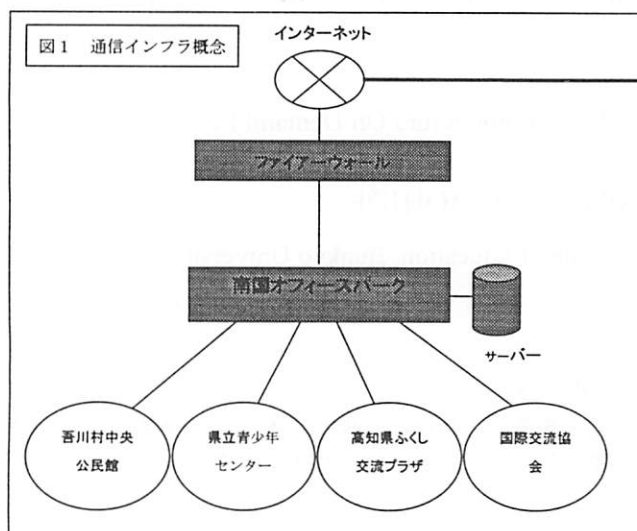 図1 通信インフラ概念
インターネット
ファイアーウォール
南国オフィースパーク
サーバー
吾川村中央
公民館
県立青少年
センター
高知県ふくし
交流プラザ
国際交流協
会